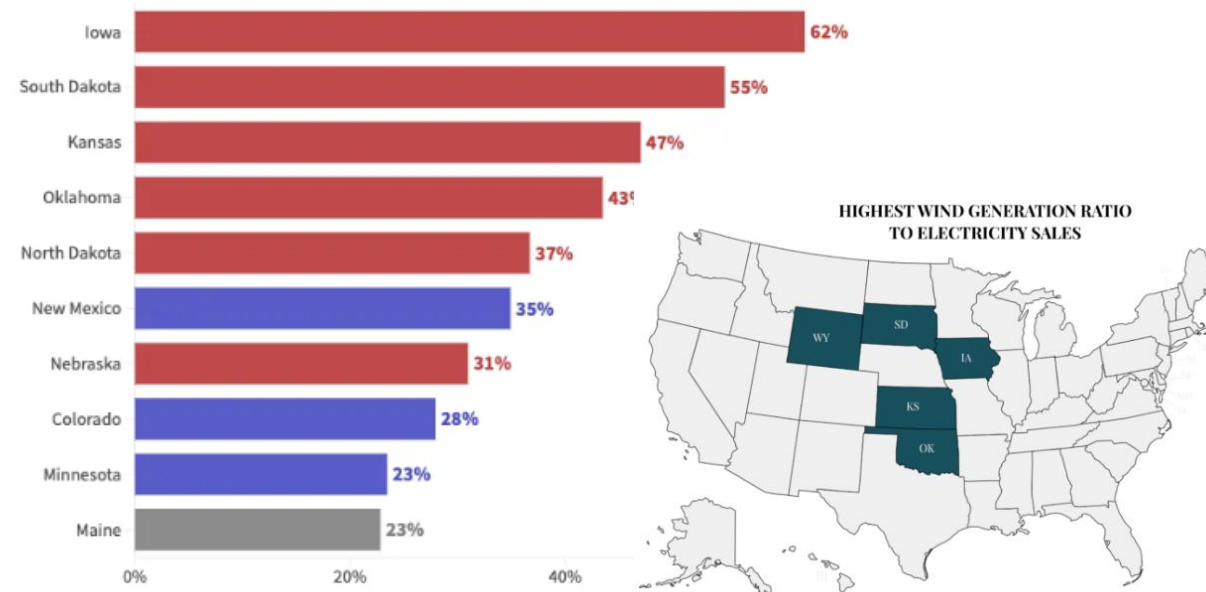 Iowa 62%
South Dakota 55%
Kansas 47%
Oklahoma 43%
North Dakota 37%
New Mexico 35%
Nebraska 31%
Colorado 28%
Minnesota 23%
Maine 23%
0% 20% 40%
HIGHEST WIND GENERATION RATIO
TO ELECTRICITY SALES
WY
SD
IA
KS
OK